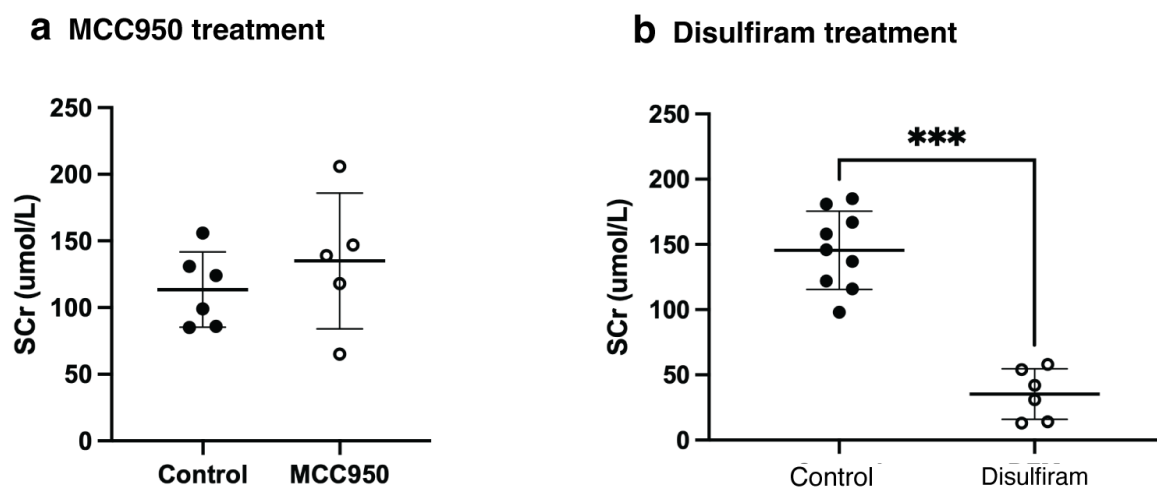 a MCC950 treatment
250
200
150
100
50
0
SCr (umol/L)
Control MCC950
b Disulfiram treatment
250
200
150
100
50
0
SCr (umol/L)
***
Control Disulfiram